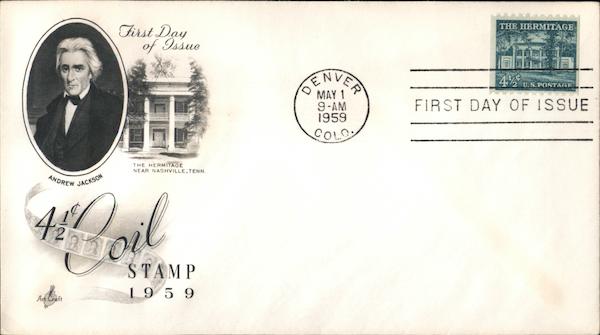 First Day
of Issue
THE HERMITAGE
NEAR NASHVILLE, TENN.
ANDREW JACKSON
4½¢ Coil
STAMP
1959
Art Craft
DENVER
MAY 1
9-AM
1959
COLO.
THE HERMITAGE
4½¢ U.S. POSTAGE
FIRST DAY OF ISSUE